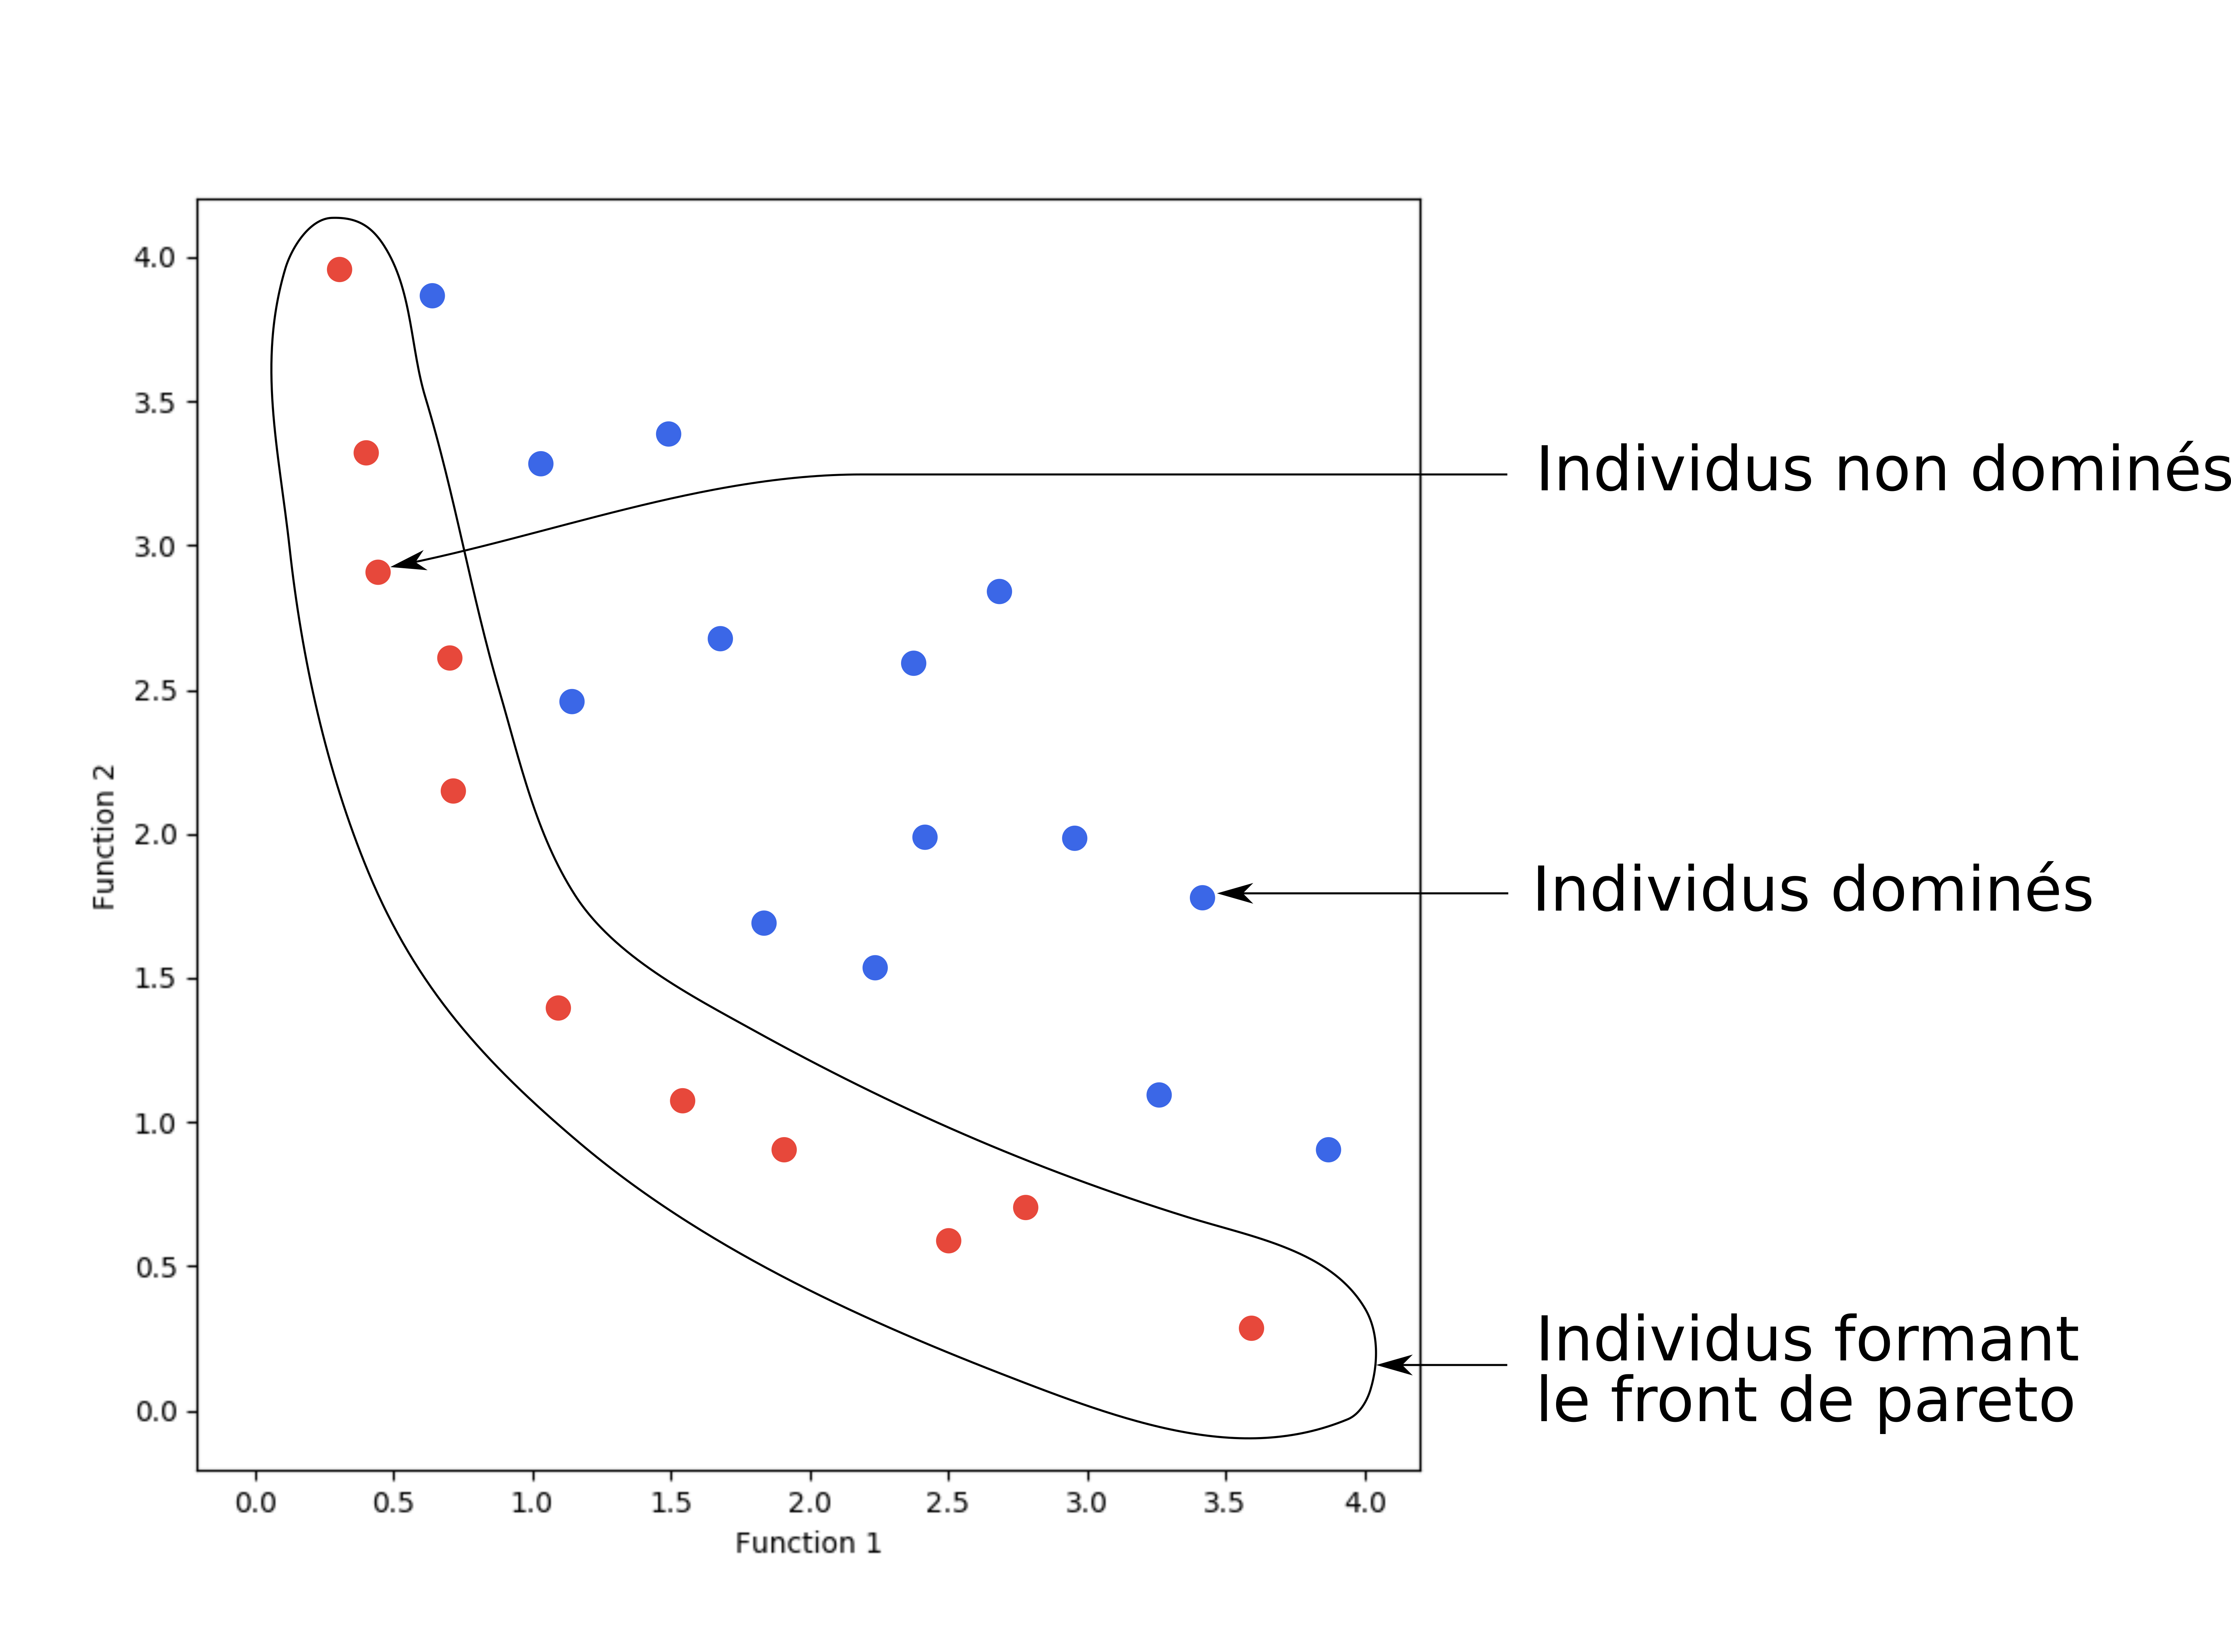 4.0
3.5
Individus non dominés
3.0
2.5
Function 2
2.0
Individus dominés
1.5
1.0
0.5
Individus formant
le front de pareto
0.0
0.0 0.5 1.0 1.5 2.0 2.5 3.0 3.5 4.0
Function 1